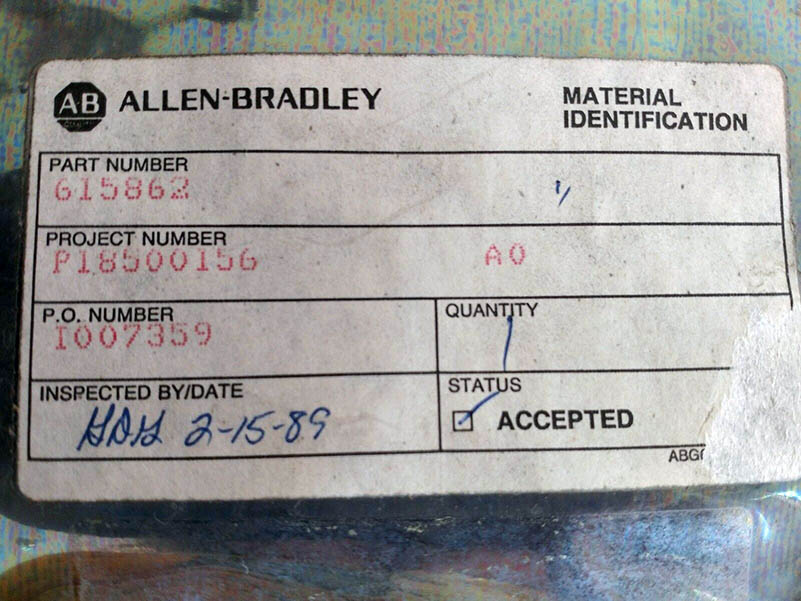 AB ALLEN-BRADLEY
MATERIAL
IDENTIFICATION
PART NUMBER
615862
PROJECT NUMBER
P18500156 A0
P.O. NUMBER
I007359
QUANTITY
1
INSPECTED BY/DATE
2-15-89
STATUS
ACCEPTED